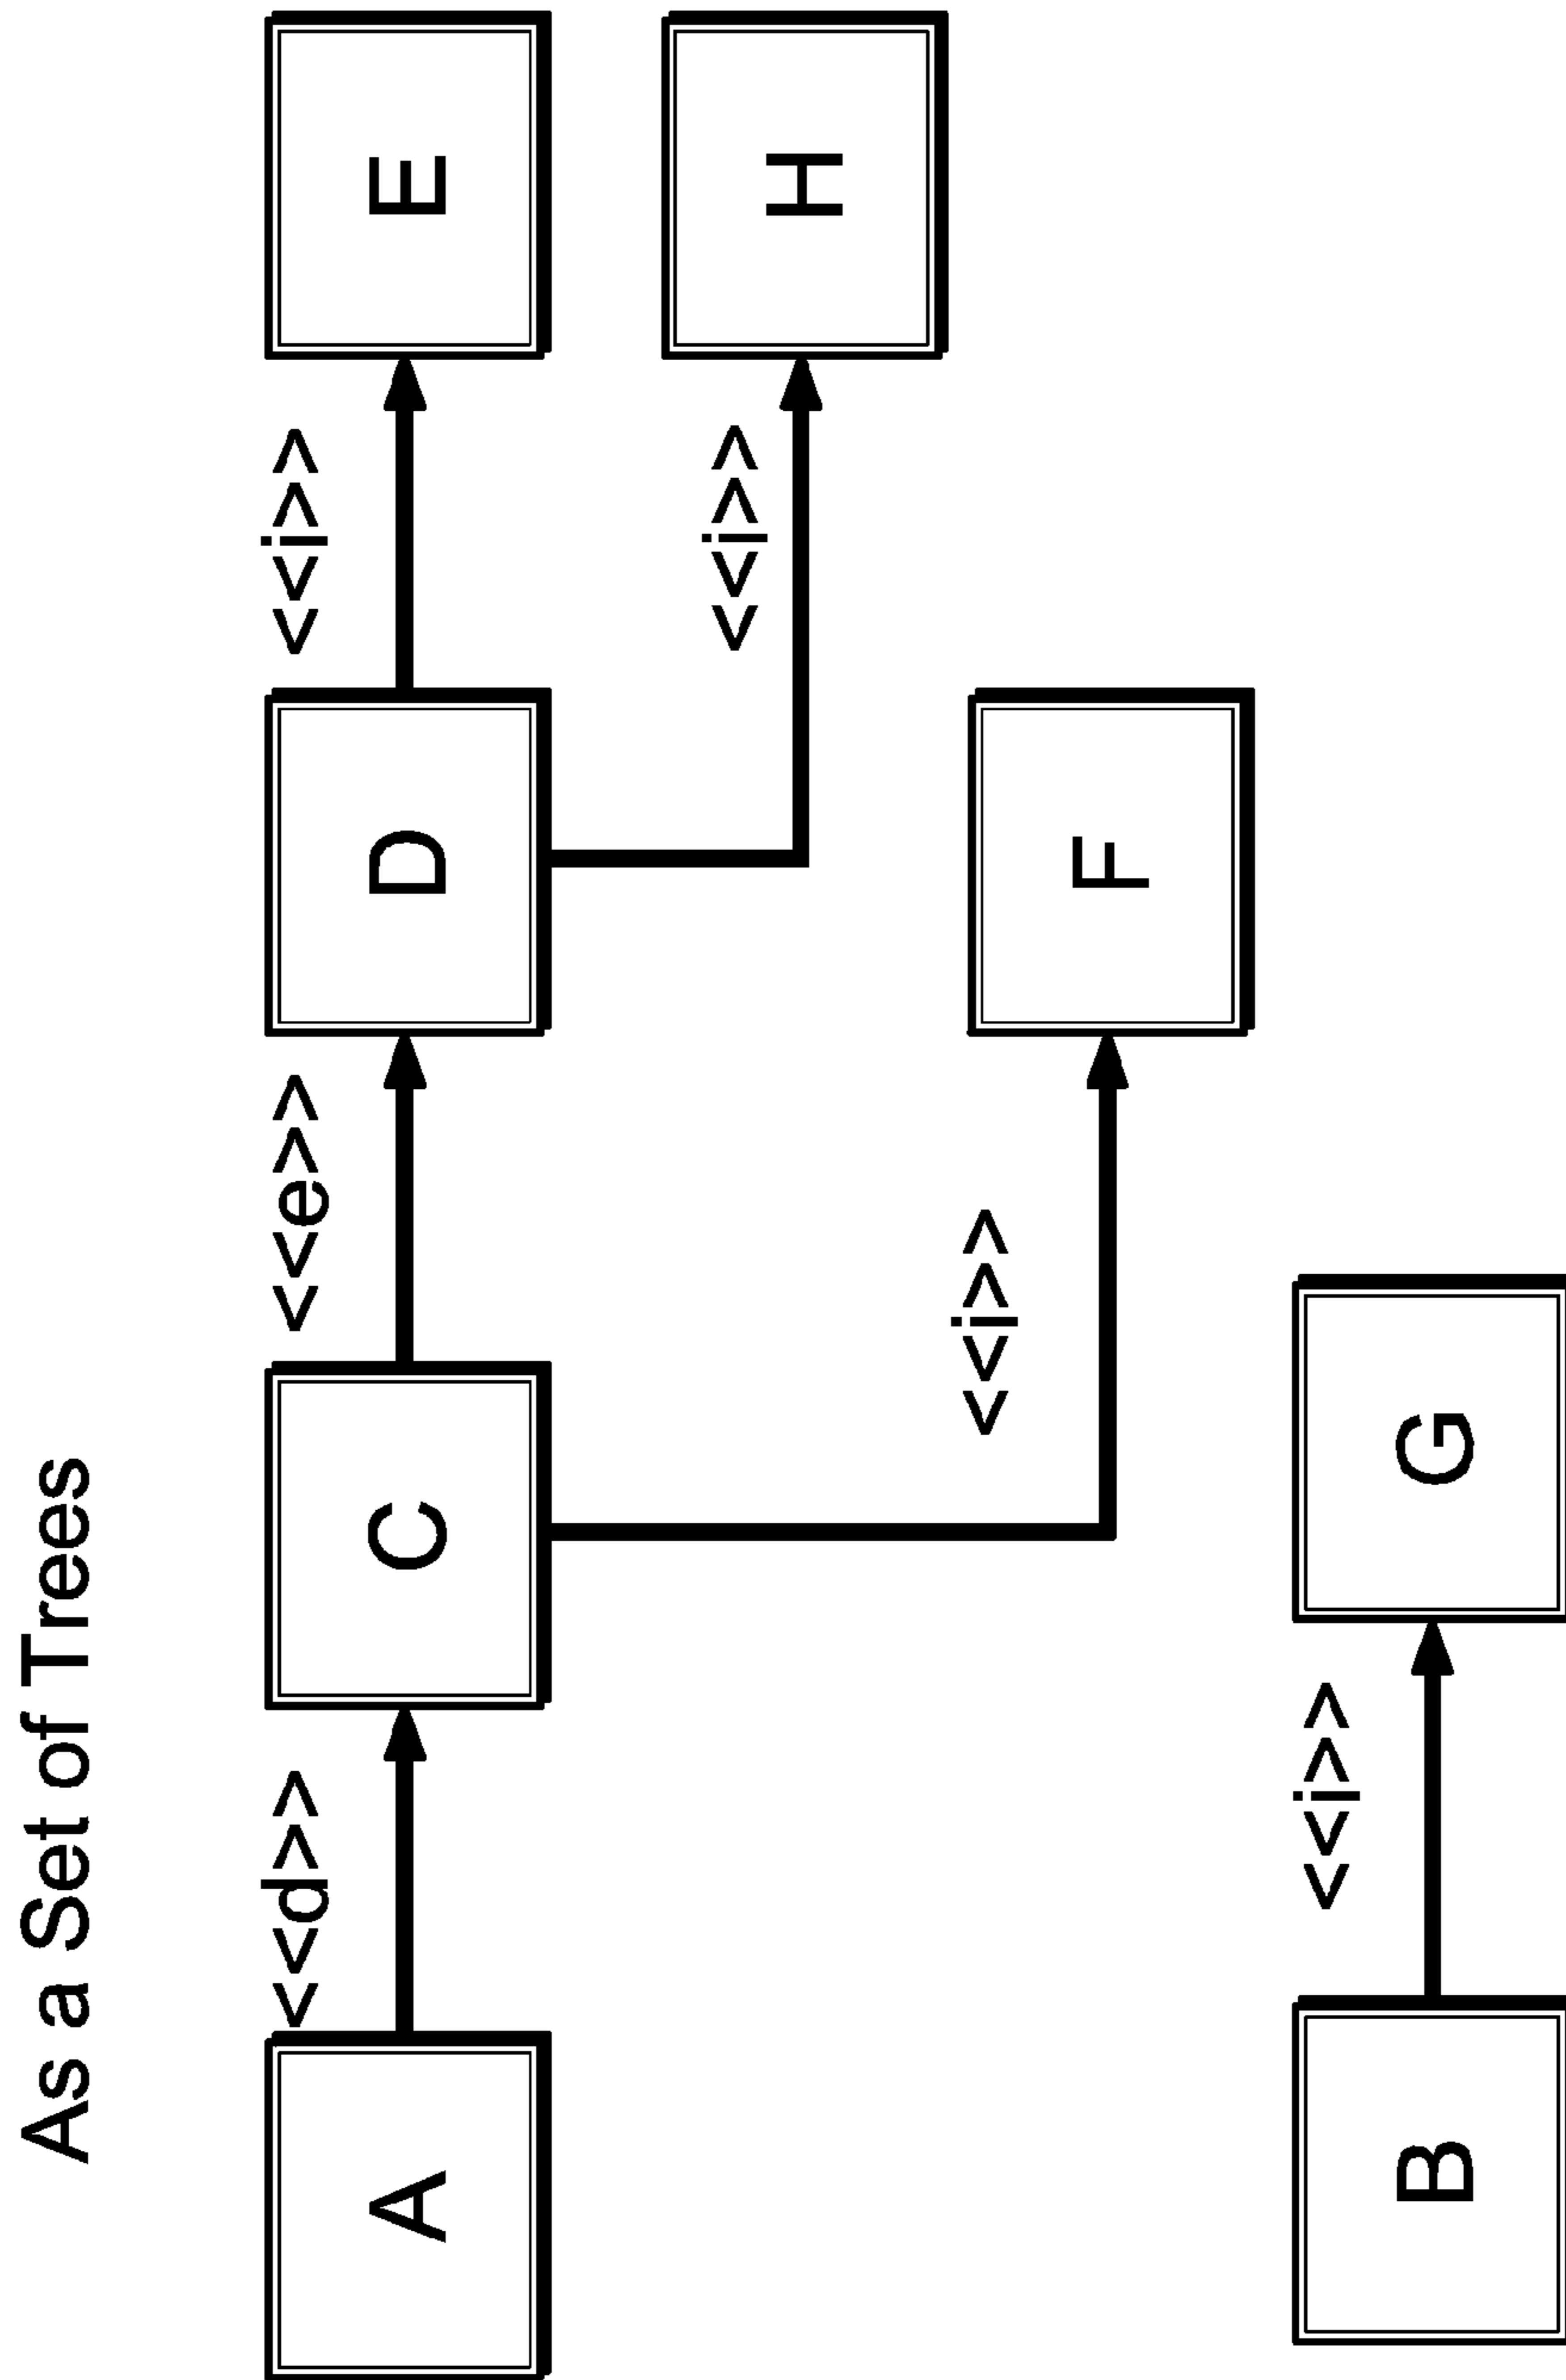 As a Set of Trees
A
<<d>>
C
<<e>>
D
<<i>>
E
<<i>>
H
<<i>>
F
B
<<i>>
G